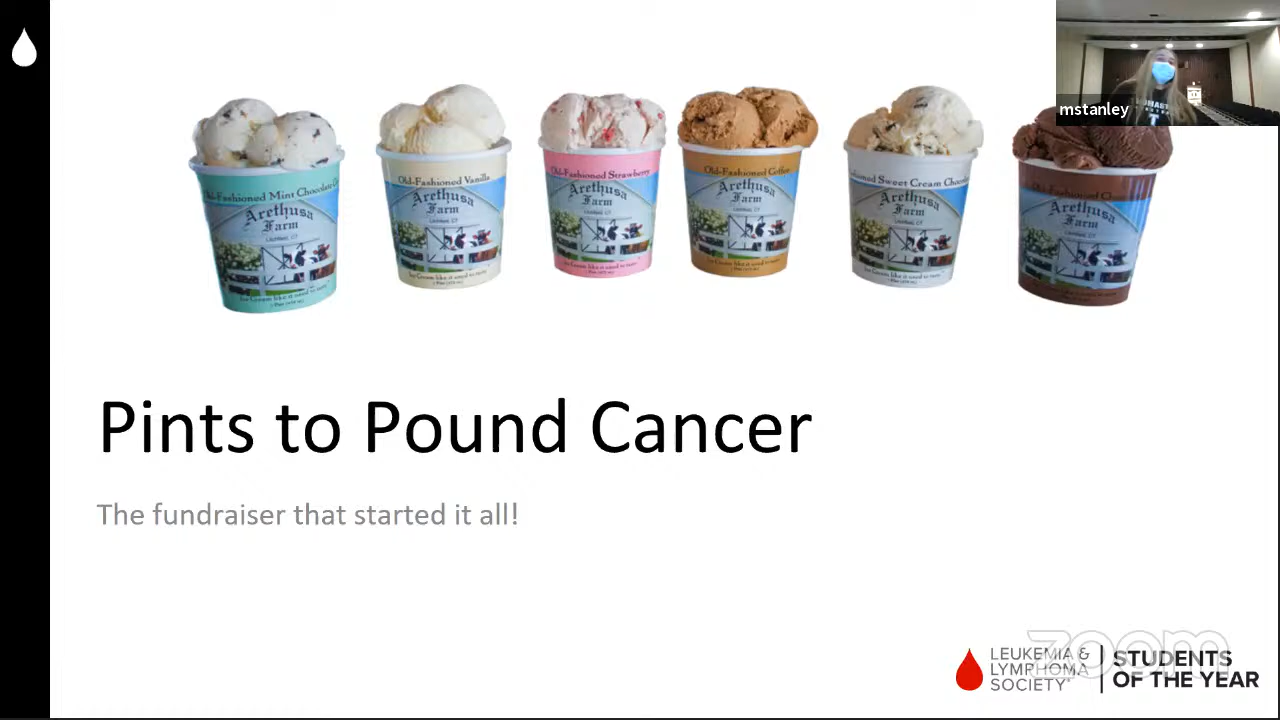 mstanley
Old-Fashioned Vanilla
Old-Fashioned Strawberry
Old-Fashioned Coffee
Old-Fashioned Mint Chocolate
Sweet Cream
Arethusa
Farm
Arethusa
Farm
Arethusa
Farm
Arethusa
Farm
Arethusa
Farm
Arethusa
Farm
Pints to Pound Cancer
The fundraiser that started it all!
zoom
LEUKEMIA &
LYMPHOMA
SOCIETY®
STUDENTS
OF THE YEAR